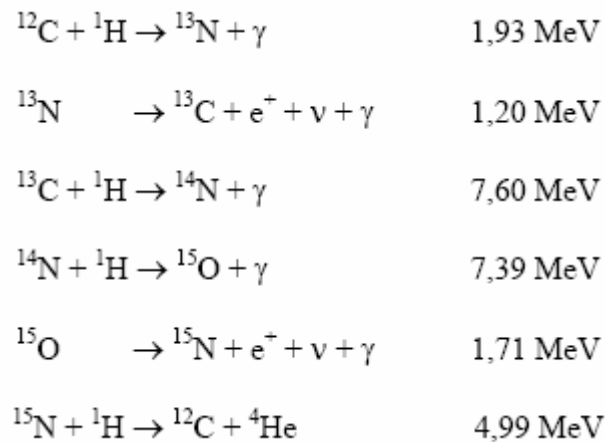 ¹²C + ¹H → ¹³N + γ 1,93 MeV
¹³N → ¹³C + e⁺ + ν + γ 1,20 MeV
¹³C + ¹H → ¹⁴N + γ 7,60 MeV
¹⁴N + ¹H → ¹⁵O + γ 7,39 MeV
¹⁵O → ¹⁵N + e⁺ + ν + γ 1,71 MeV
¹⁵N + ¹H → ¹²C + ⁴He 4,99 MeV